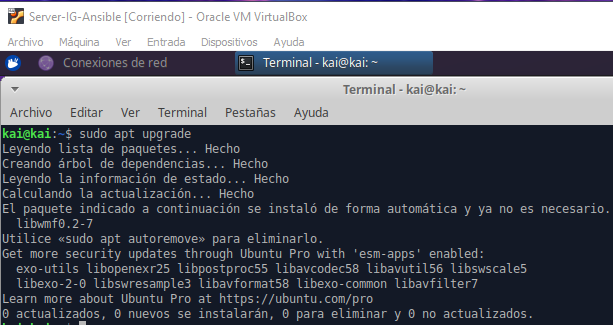 Server-IG-Ansible [Corriendo] - Oracle VM VirtualBox
Archivo Máquina Ver Entrada Dispositivos Ayuda
Conexiones de red Terminal - kai@kai: ~
Terminal - kai@kai: ~
Archivo Editar Ver Terminal Pestañas Ayuda
kai@kai:~$ sudo apt upgrade
Leyendo lista de paquetes... Hecho
Creando árbol de dependencias... Hecho
Leyendo la información de estado... Hecho
Calculando la actualización... Hecho
El paquete indicado a continuación se instaló de forma automática y ya no es necesario.
libwmf0.2-7
Utilice «sudo apt autoremove» para eliminarlo.
Get more security updates through Ubuntu Pro with 'esm-apps' enabled:
exo-utils libopenexr25 libpostproc55 libavcodec58 libavutil56 libswscale5
libexo-2-0 libswresample3 libavformat58 libexo-common libavfilter7
Learn more about Ubuntu Pro at https://ubuntu.com/pro
0 actualizados, 0 nuevos se instalarán, 0 para eliminar y 0 no actualizados.